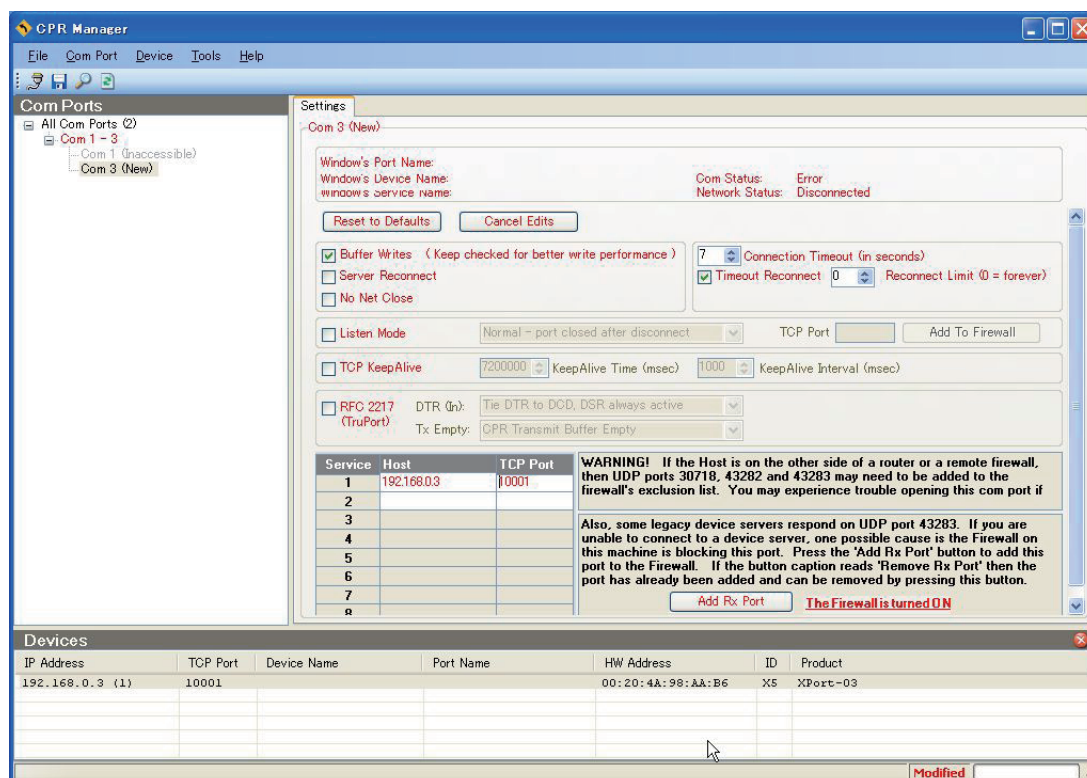 CPR Manager
File Com Port Device Tools Help
Com Ports
All Com Ports (2)
Com 1 - 3
Com 1 (Inaccessible)
Com 3 (New)
Settings
Com 3 (New)
Window's Port Name:
Window's Device Name: Com Status: Error
Window's Service Name: Network Status: Disconnected
Reset to Defaults Cancel Edits
Buffer Writes ( Keep checked for better write performance ) 7 Connection Timeout (in seconds)
Server Reconnect Timeout Reconnect 0 Reconnect Limit (0 = forever)
No Net Close
Listen Mode Normal - port closed after disconnect TCP Port Add To Firewall
TCP KeepAlive 7200000 KeepAlive Time (msec) 1000 KeepAlive Interval (msec)
RFC 2217 DTR (In): Tie DTR to DCD, DSR always active
(TruPort) Tx Empty: CPR Transmit Buffer Empty
Service Host TCP Port
1 192.168.0.3 10001
2
3
4
5
6
7
8
WARNING! If the Host is on the other side of a router or a remote firewall,
then UDP ports 30718, 43282 and 43283 may need to be added to the
firewall's exclusion list. You may experience trouble opening this com port if
Also, some legacy device servers respond on UDP port 43283. If you are
unable to connect to a device server, one possible cause is the Firewall on
this machine is blocking this port. Press the 'Add Rx Port' button to add this
port to the Firewall. If the button caption reads 'Remove Rx Port' then the
port has already been added and can be removed by pressing this button.
Add Rx Port The Firewall is turned ON
Devices
IP Address TCP Port Device Name Port Name HW Address ID Product
192.168.0.3 (1) 10001 00:20:4A:98:AA:B6 X5 XPort-03
Modified